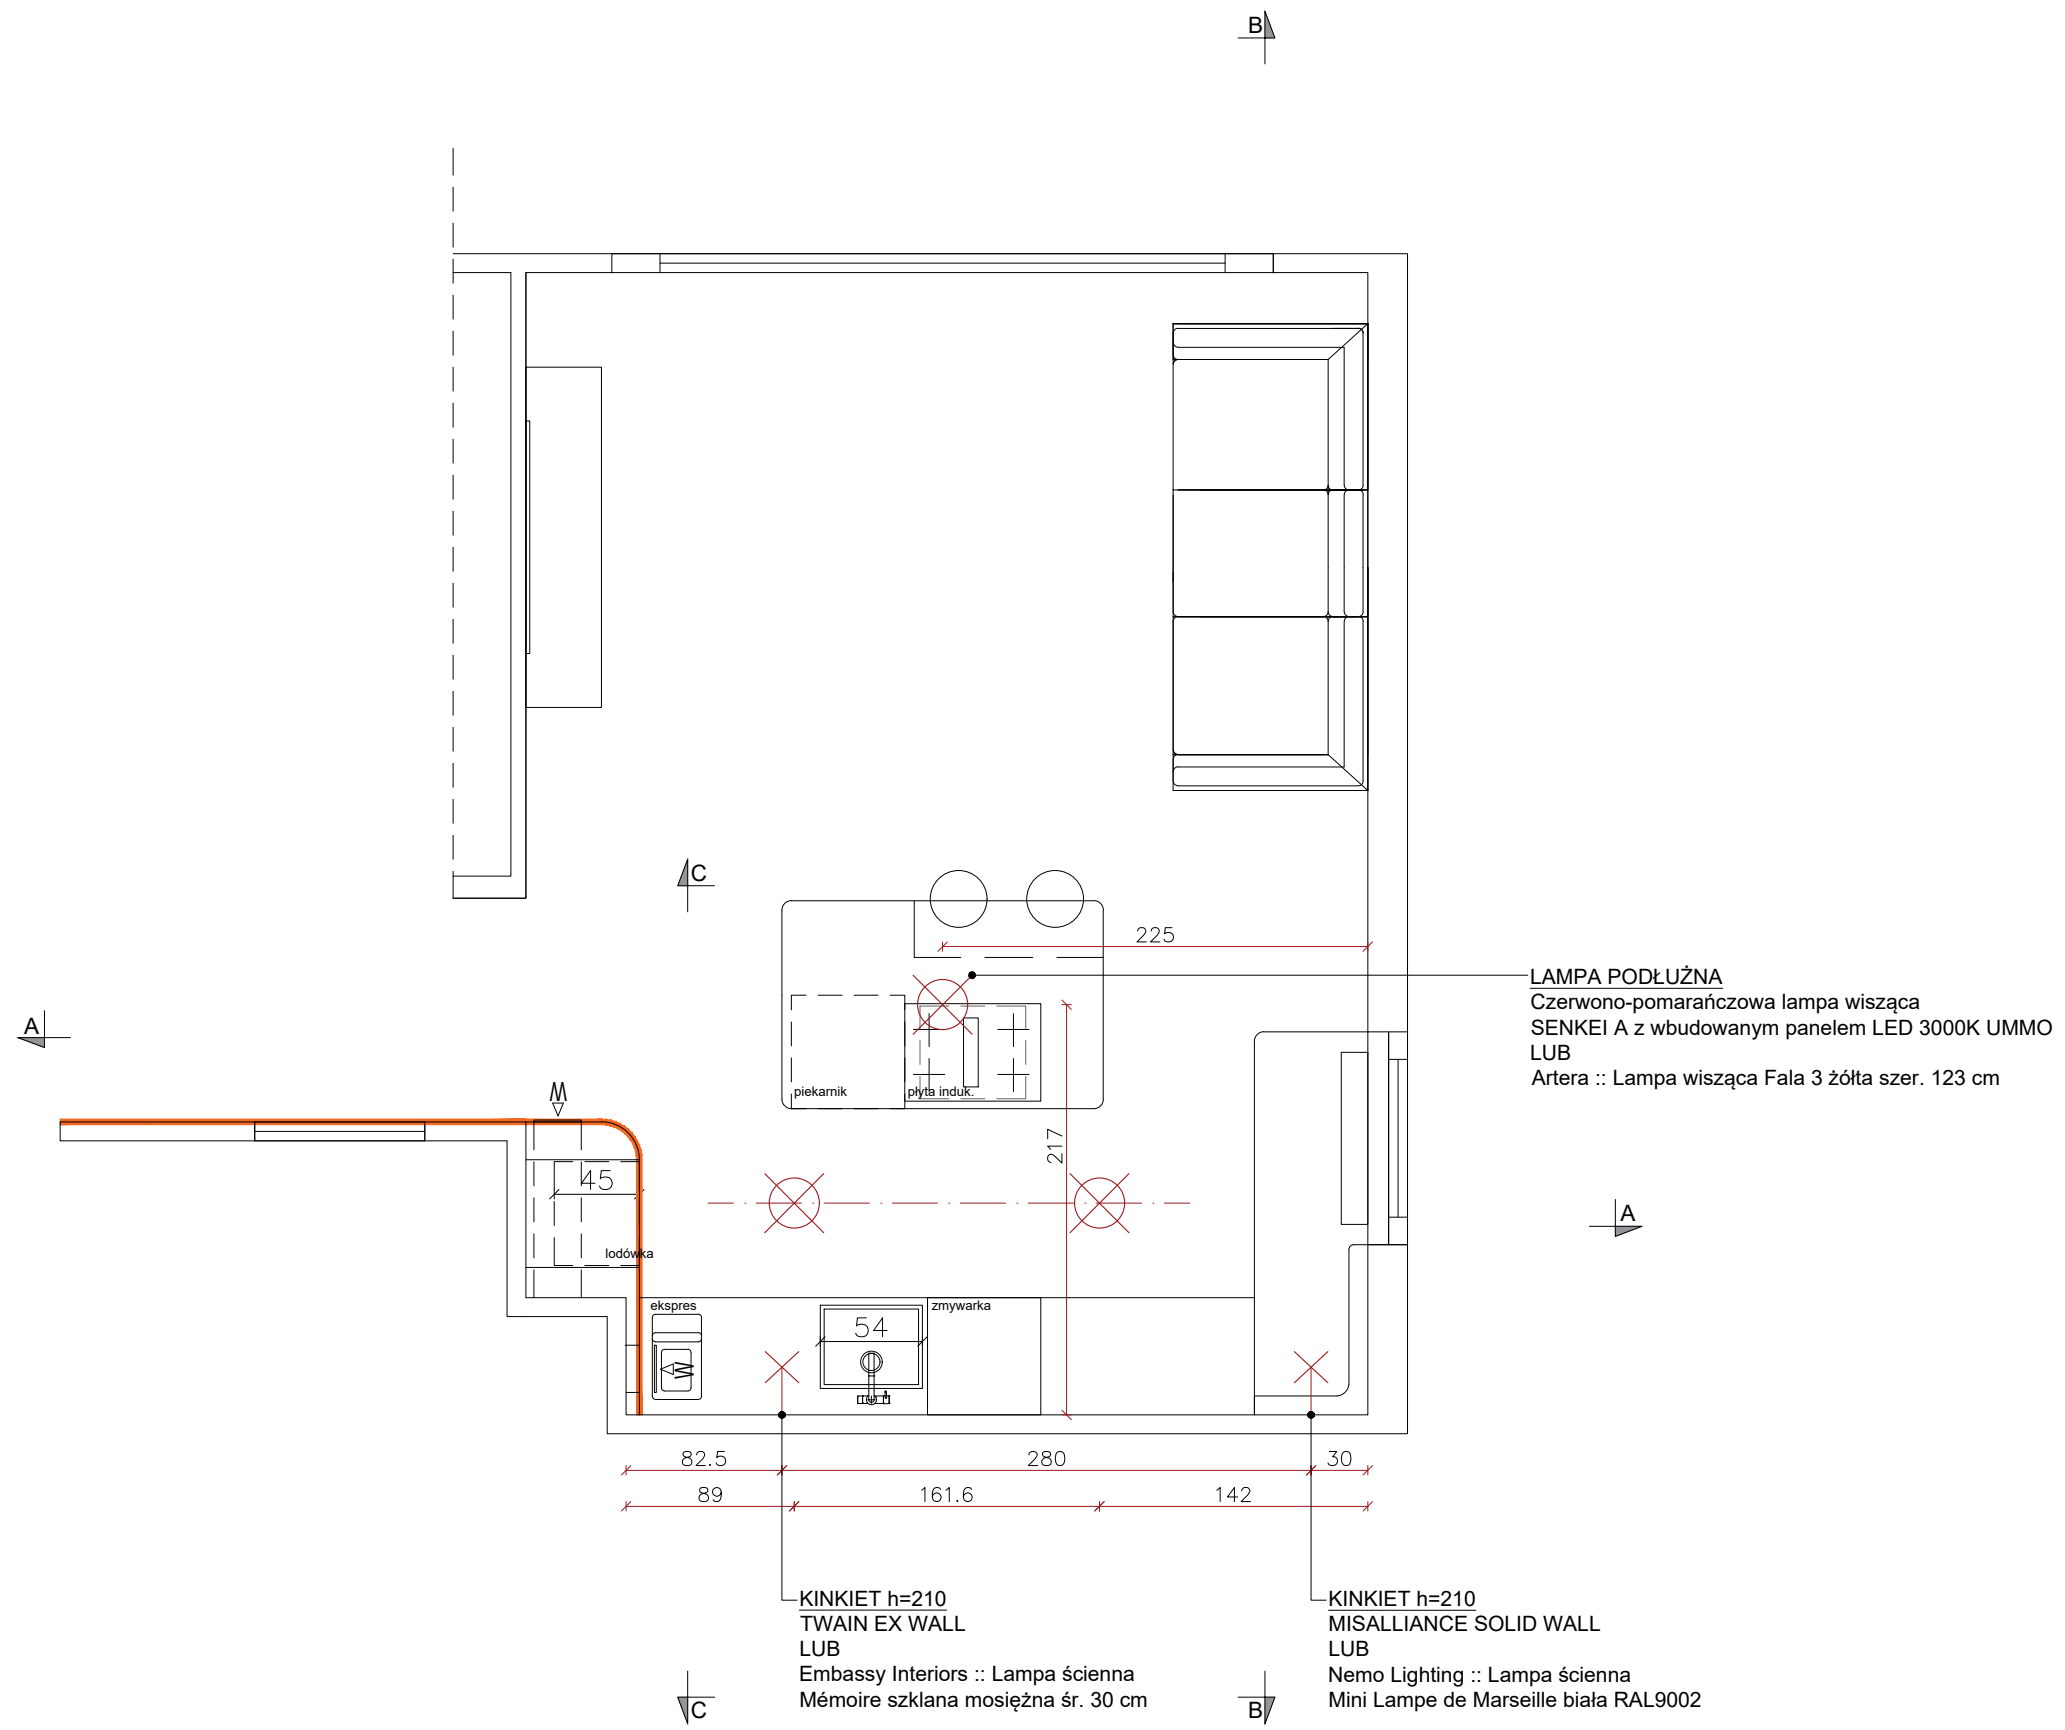 B
C
225
LAMPA PODŁUŻNA
Czerwono-pomarańczowa lampa wisząca
SENKEI A z wbudowanym panelem LED 3000K UMMO
LUB
Artera :: Lampa wisząca Fala 3 żółta szer. 123 cm
A
piekarnik
płyta induk.
W
217
45
A
lodówka
ekspres
zmywarka
54
W
82.5
280
30
89
161.6
142
KINKIET h=210
TWAIN EX WALL
LUB
Embassy Interiors :: Lampa ścienna
Mémoire szklana mosiężna śr. 30 cm
KINKIET h=210
MISALLIANCE SOLID WALL
LUB
Nemo Lighting :: Lampa ścienna
Mini Lampe de Marseille biała RAL9002
C
B